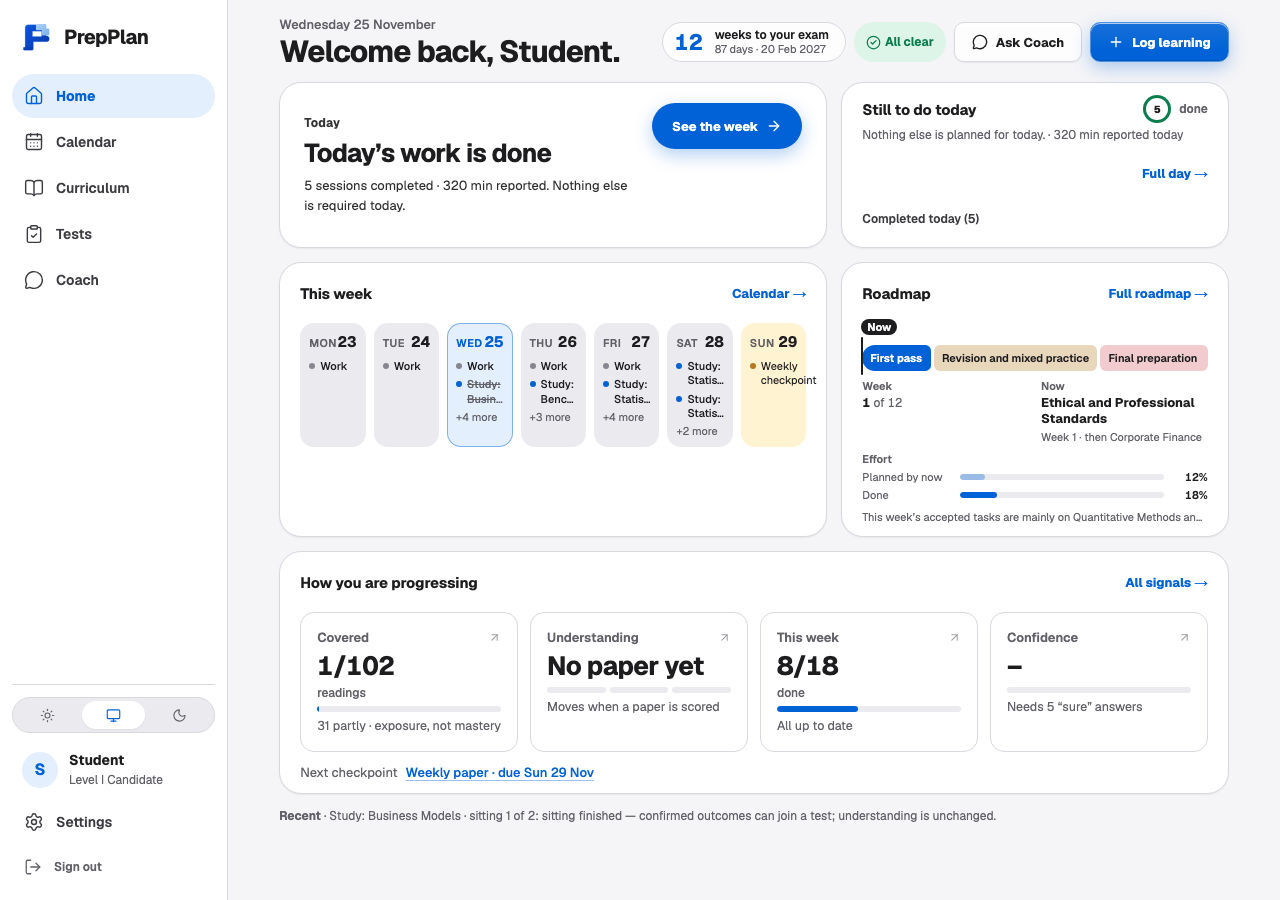 PrepPlan
Home
Calendar
Curriculum
Tests
Coach
Student
Level I Candidate
S
Settings
Sign out
Wednesday 25 November
Welcome back, Student.
12
weeks to your exam
87 days · 20 Feb 2027
All clear
Ask Coach
Log learning
Today
Today’s work is done
5 sessions completed · 320 min reported. Nothing else
is required today.
See the week
Still to do today
5
done
Nothing else is planned for today. · 320 min reported today
Full day →
Completed today (5)
This week
Calendar →
MON 23
Work
TUE 24
Work
WED 25
Work
Study:
Busin…
+4 more
THU 26
Work
Study:
Benc…
+3 more
FRI 27
Work
Study:
Statis…
+4 more
SAT 28
Study:
Statis…
Study:
Statis…
+2 more
SUN 29
Weekly
checkpoint
Roadmap
Full roadmap →
Now
First pass
Revision and mixed practice
Final preparation
Week
1 of 12
Now
Ethical and Professional
Standards
Week 1 · then Corporate Finance
Effort
Planned by now
12%
Done
18%
This week’s accepted tasks are mainly on Quantitative Methods an…
How you are progressing
All signals →
Covered
1/102
readings
31 partly · exposure, not mastery
Understanding
No paper yet
Moves when a paper is scored
This week
8/18
done
All up to date
Confidence
–
Needs 5 “sure” answers
Next checkpoint
Weekly paper · due Sun 29 Nov
Recent · Study: Business Models · sitting 1 of 2: sitting finished — confirmed outcomes can join a test; understanding is unchanged.